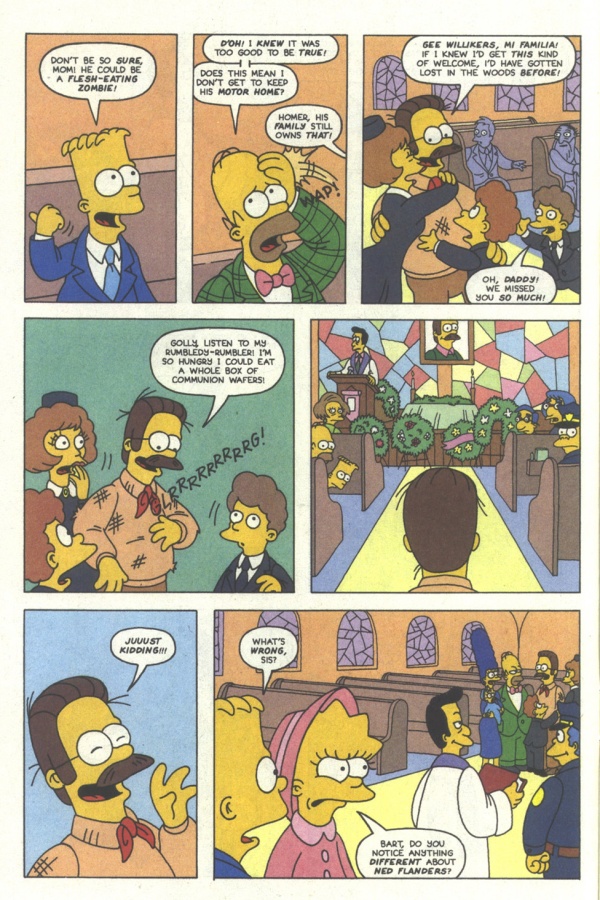 DON'T BE SO SURE,
MOM! HE COULD BE
A FLESH-EATING
ZOMBIE!
D'OH! I KNEW IT WAS
TOO GOOD TO BE TRUE!
DOES THIS MEAN I
DON'T GET TO KEEP
HIS MOTOR HOME?
HOMER, HIS
FAMILY STILL
OWNS THAT!
WAP!
GEE WILLIKERS, MI FAMILIA!
IF I KNEW I'D GET THIS KIND
OF WELCOME, I'D HAVE GOTTEN
LOST IN THE WOODS BEFORE!
OH, DADDY!
WE MISSED
YOU SO MUCH!
GOLLY, LISTEN TO MY
RUMBLEDY-RUMBLER! I'M
SO HUNGRY I COULD EAT
A WHOLE BOX OF
COMMUNION WAFERS!
GRRRRRRRRRG!
JUUUST
KIDDING!!!
WHAT'S
WRONG,
SIS?
BART, DO YOU
NOTICE ANYTHING
DIFFERENT ABOUT
NED FLANDERS?